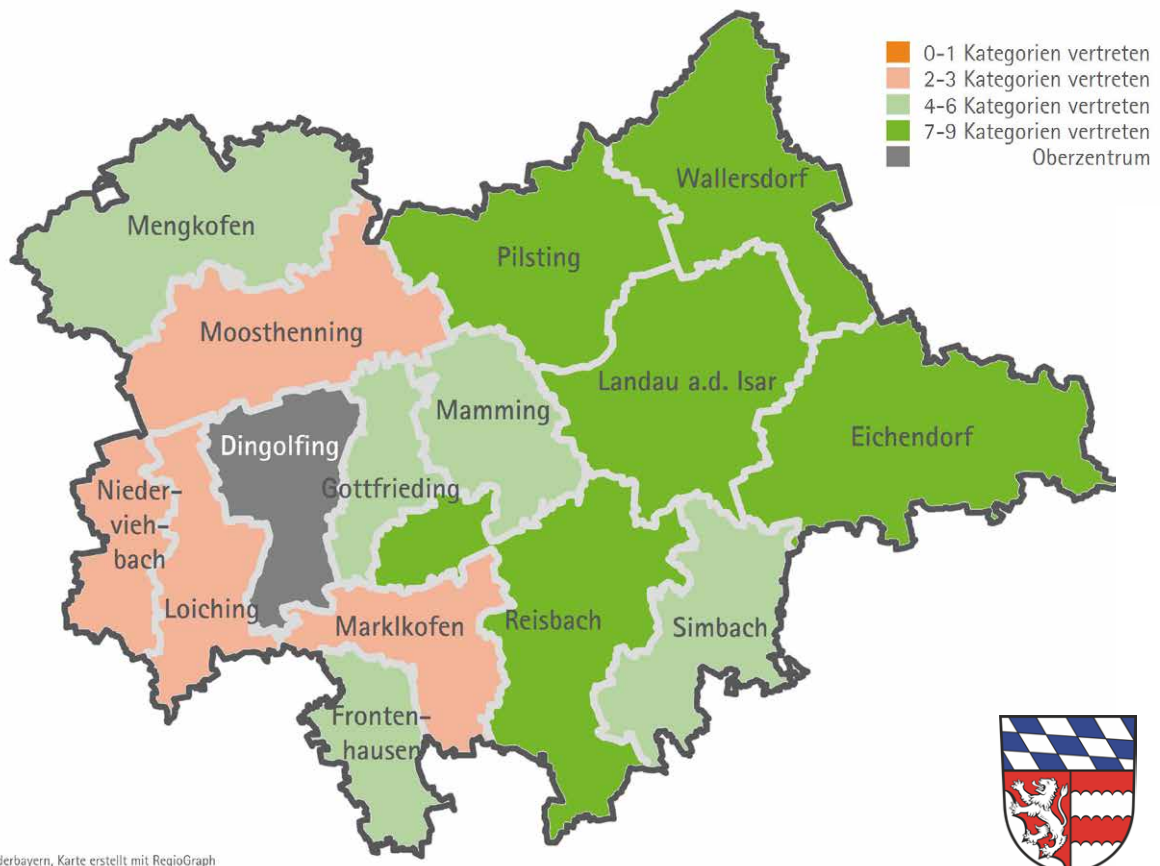 0-1 Kategorien vertreten
2-3 Kategorien vertreten
4-6 Kategorien vertreten
7-9 Kategorien vertreten
Oberzentrum
Wallersdorf
Mengkofen
Pilsting
Moosthenning
Landau a.d. Isar
Mamming
Eichendorf
Dingolfing
Gottfrieding
Nieder-
vieh-
bach
Loiching
Marklkofen
Reisbach
Simbach
Fronten-
hausen
derbayern, Karte erstellt mit RegioGraph